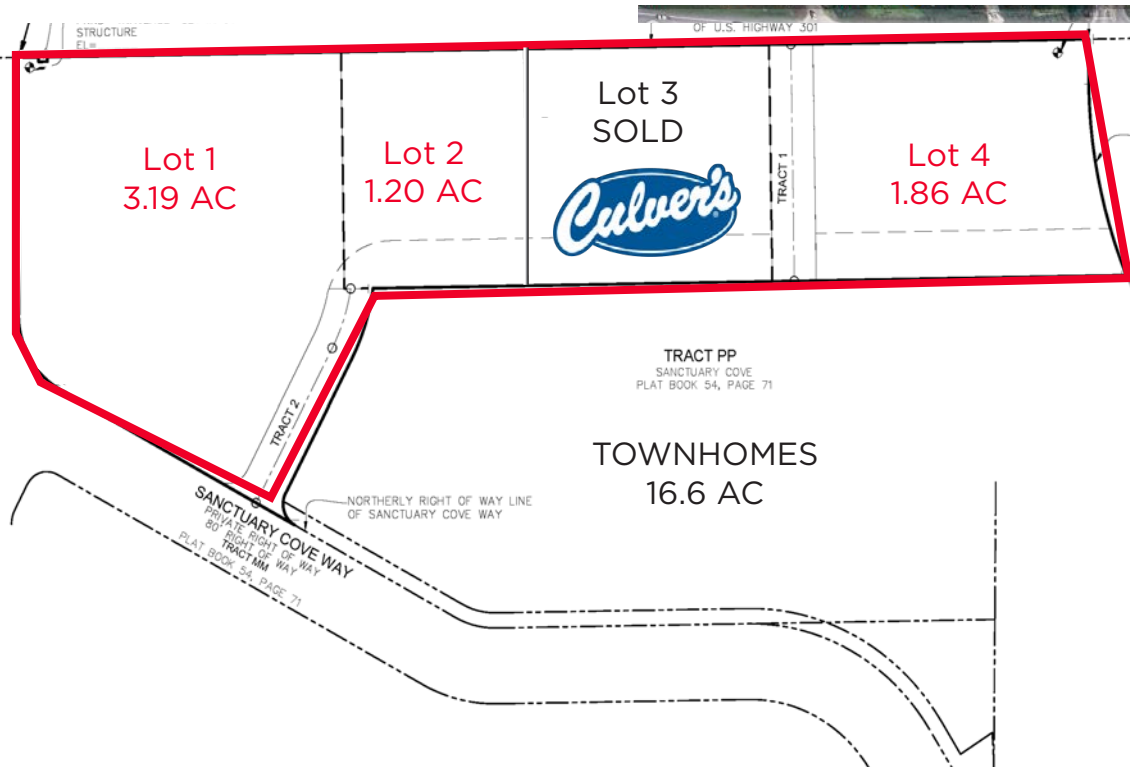 STRUCTURE
EL=
OF U.S. HIGHWAY 301
Lot 1
3.19 AC
Lot 2
1.20 AC
Lot 3
SOLD
Culver's
TRACT 1
Lot 4
1.86 AC
TRACT 2
TRACT PP
SANCTUARY COVE
PLAT BOOK 54, PAGE 71
TOWNHOMES
16.6 AC
NORTHERLY RIGHT OF WAY LINE
OF SANCTUARY COVE WAY
SANCTUARY COVE WAY
PRIVATE RIGHT OF WAY
80' RIGHT OF WAY
TRACT MM
PLAT BOOK 54, PAGE 71